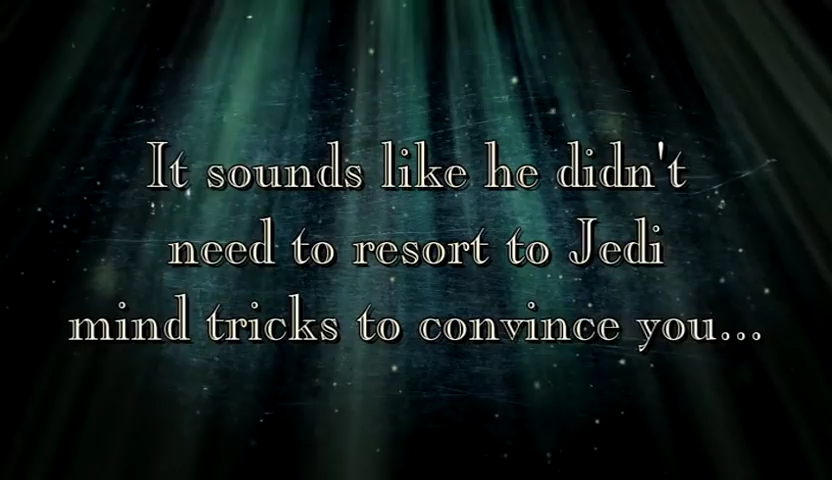 It sounds like he didn't
need to resort to Jedi
mind tricks to convince you...